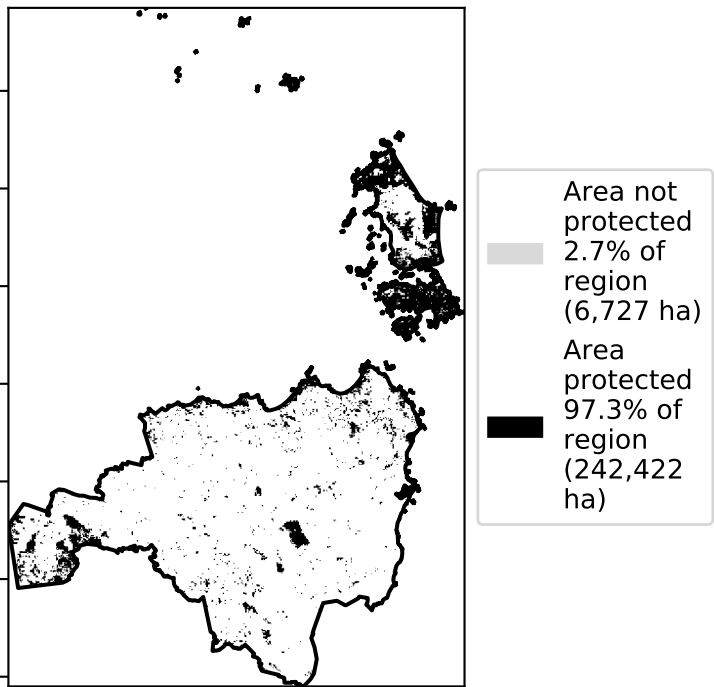 Area not
protected
2.7% of
region
(6,727 ha)
Area
protected
97.3% of
region
(242,422
ha)